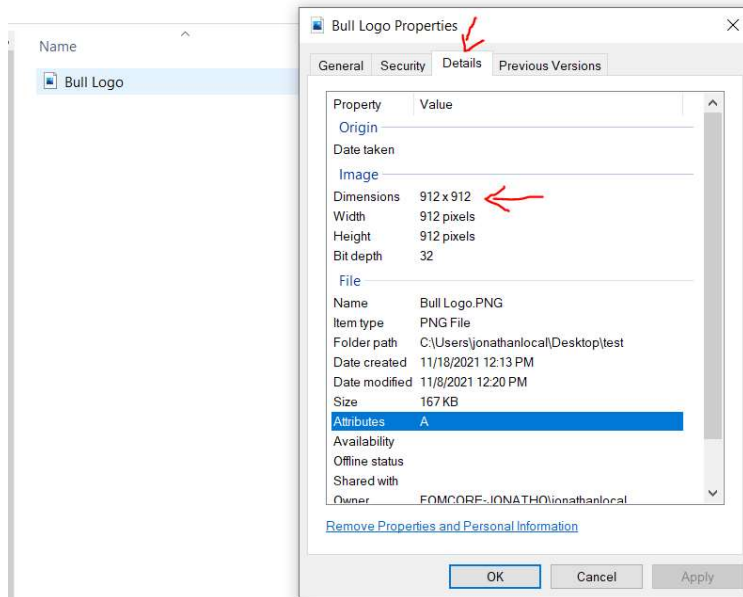 Name
Bull Logo
Bull Logo Properties
General Security Details Previous Versions
Property Value
Origin
Date taken
Image
Dimensions 912 x 912
Width 912 pixels
Height 912 pixels
Bit depth 32
File
Name Bull Logo.PNG
Item type PNG File
Folder path C:\Users\jonathanlocal\Desktop\test
Date created 11/18/2021 12:13 PM
Date modified 11/8/2021 12:20 PM
Size 167 KB
Attributes A
Availability
Offline status
Shared with
Owner FOMCORE-JONATHO\jonathanlocal
Remove Properties and Personal Information
OK Cancel Apply